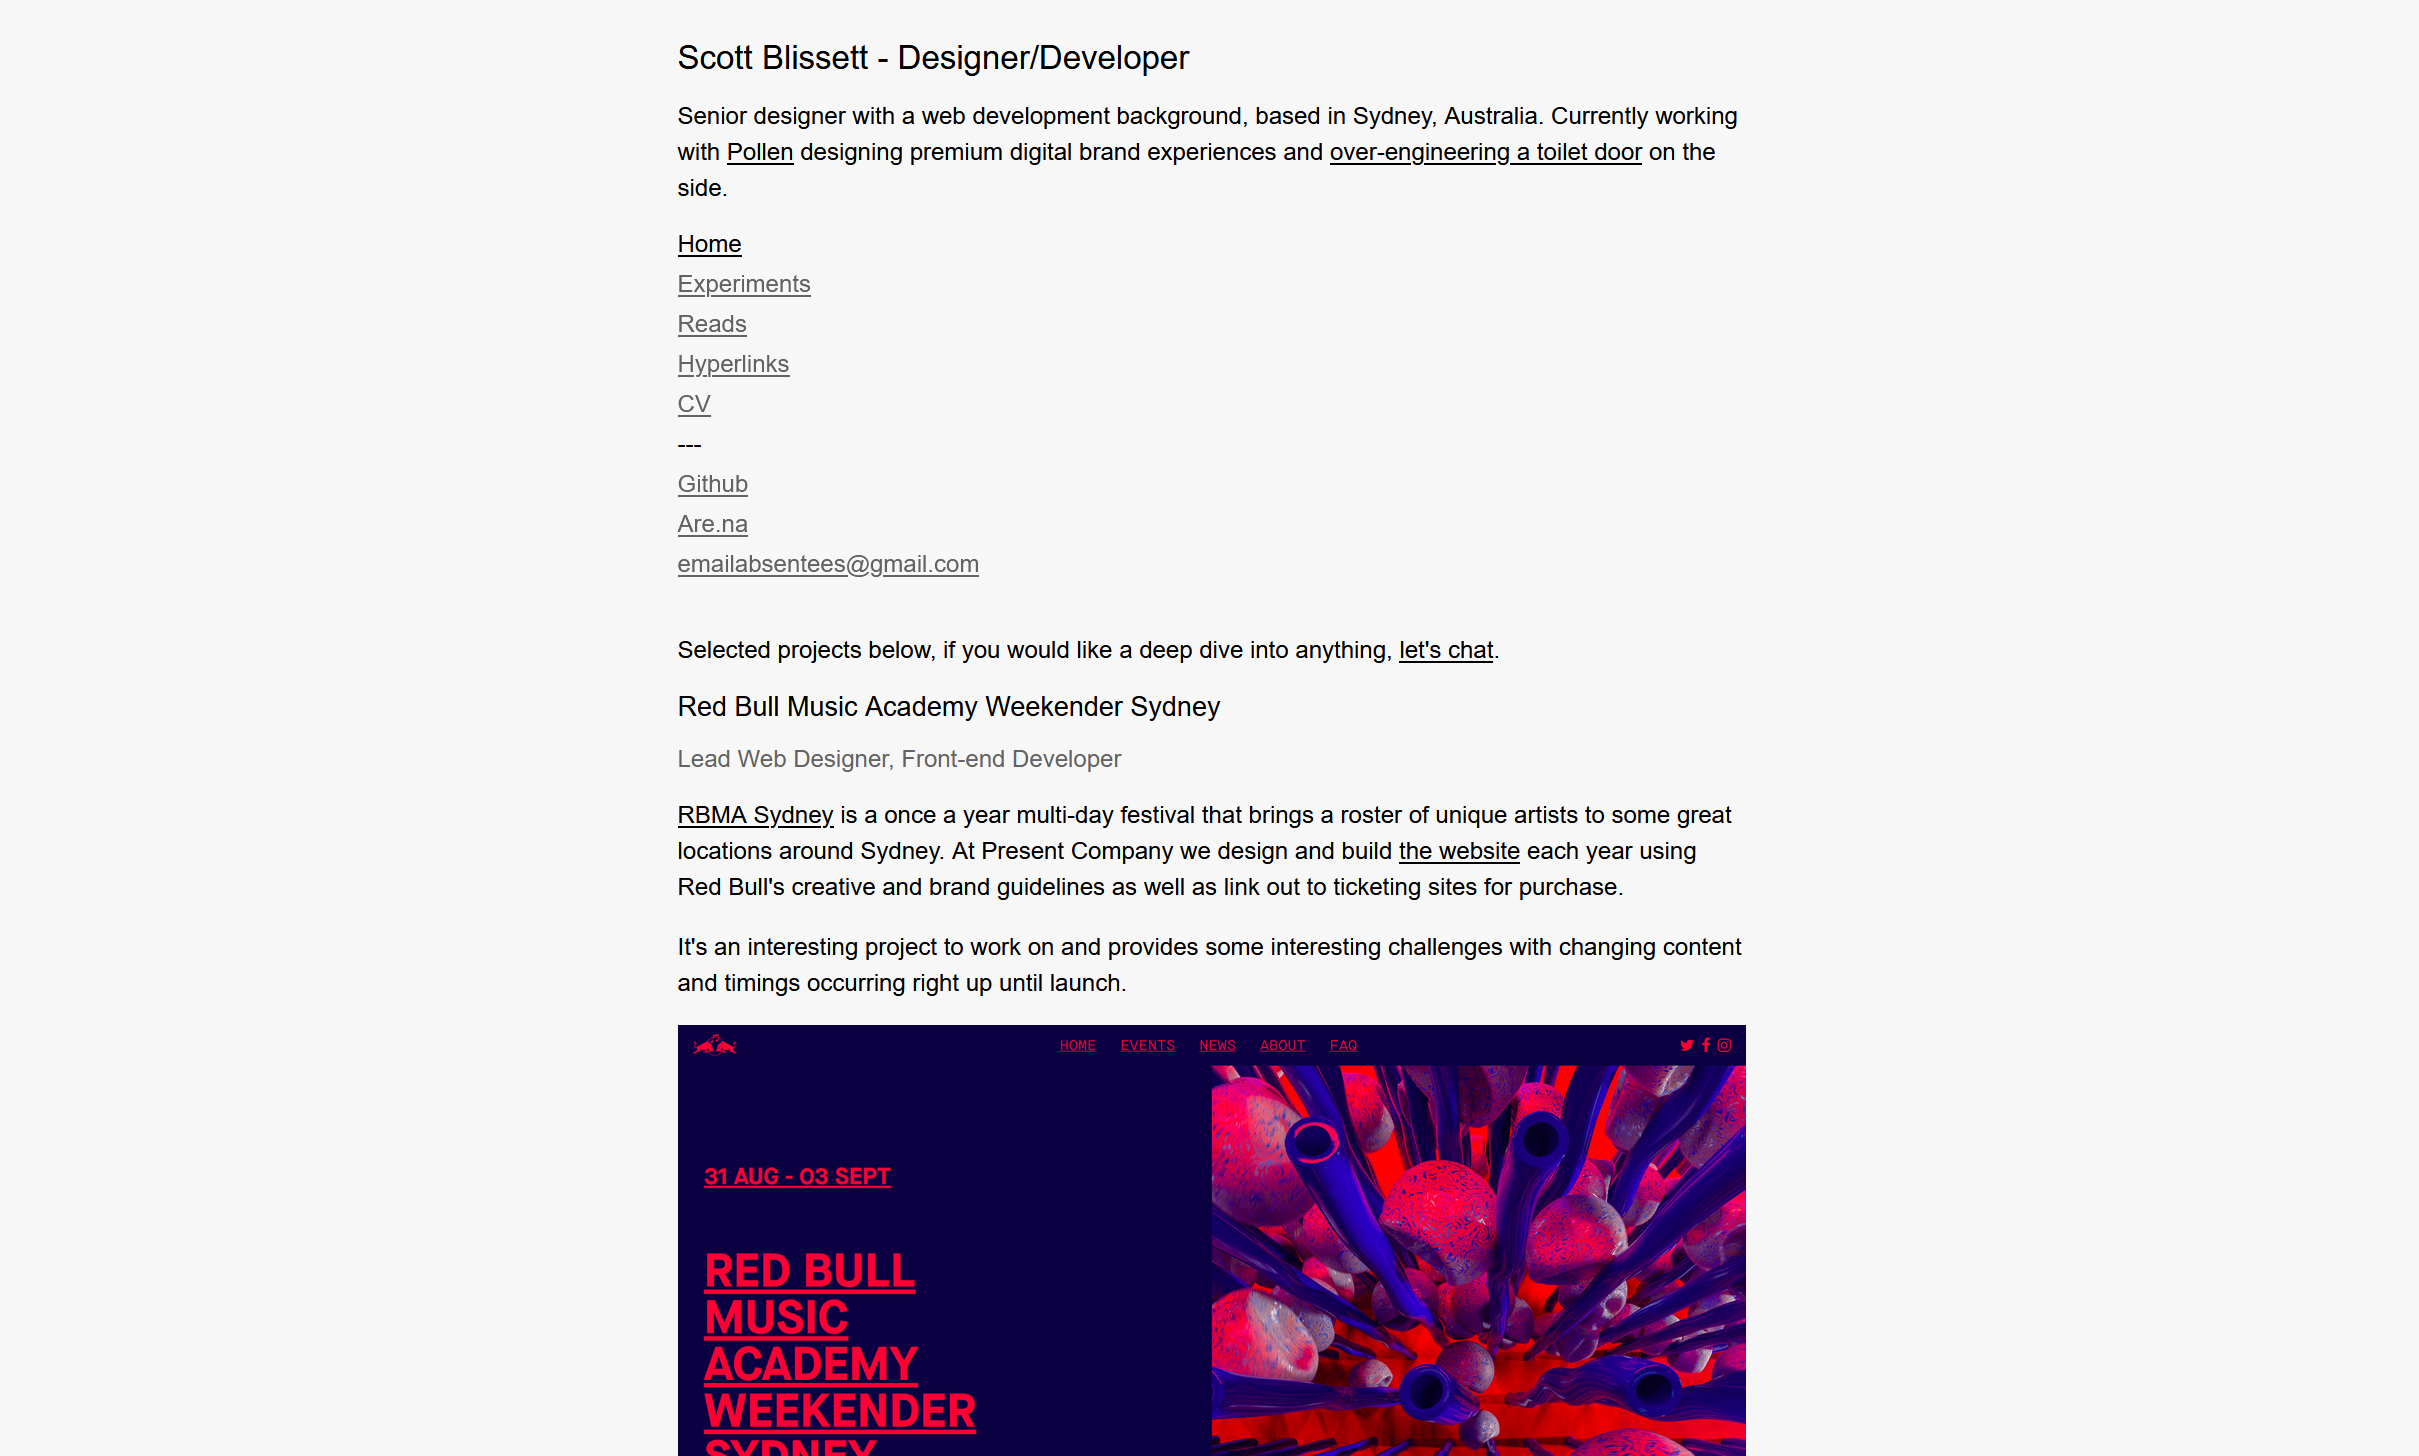 Scott Blissett - Designer/Developer
Senior designer with a web development background, based in Sydney, Australia. Currently working
with Pollen designing premium digital brand experiences and over-engineering a toilet door on the
side.
Home
Experiments
Reads
Hyperlinks
CV
---
Github
Are.na
emailabsentees@gmail.com
Selected projects below, if you would like a deep dive into anything, let's chat.
Red Bull Music Academy Weekender Sydney
Lead Web Designer, Front-end Developer
RBMA Sydney is a once a year multi-day festival that brings a roster of unique artists to some great
locations around Sydney. At Present Company we design and build the website each year using
Red Bull's creative and brand guidelines as well as link out to ticketing sites for purchase.
It's an interesting project to work on and provides some interesting challenges with changing content
and timings occurring right up until launch.
HOME EVENTS NEWS ABOUT FAQ
31 AUG - 03 SEPT
RED BULL
MUSIC
ACADEMY
WEEKENDER
SYDNEY